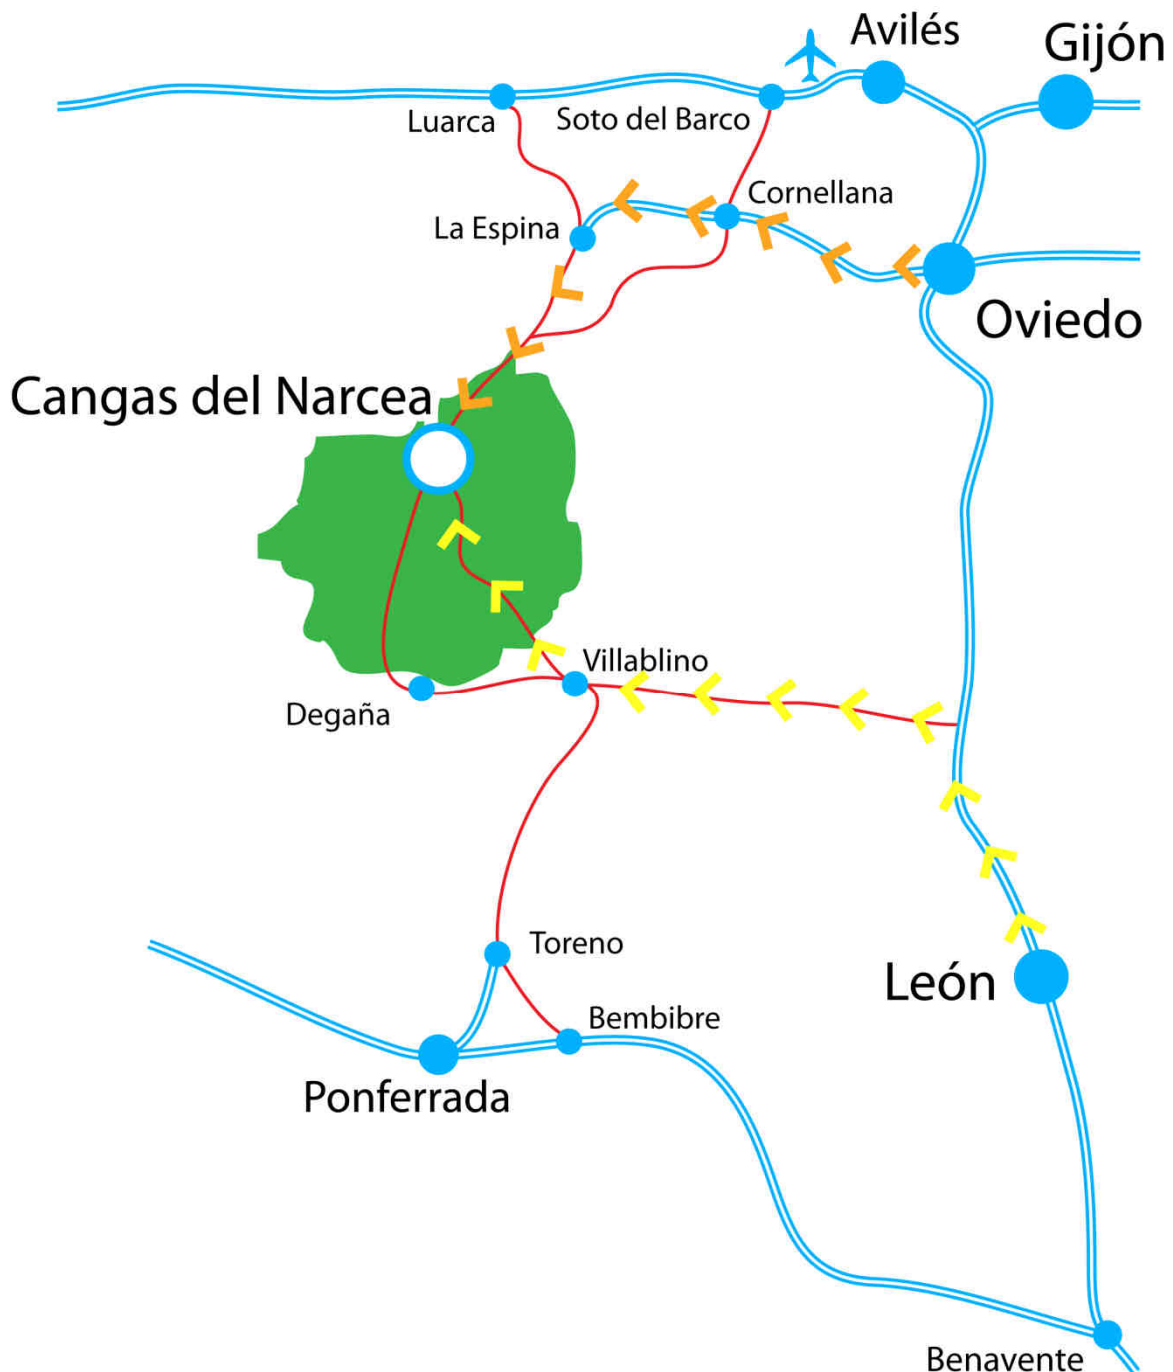 Avilés
Gijón
Luarca
Soto del Barco
Cornellana
La Espina
Oviedo
Cangas del Narcea
Villablino
Degaña
Toreno
León
Bembibre
Ponferrada
Benavente